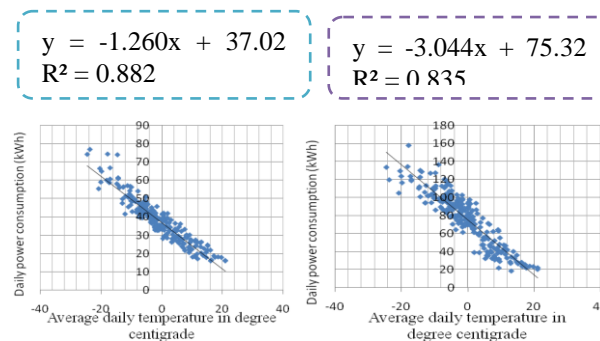 y = -1.260x + 37.02
R² = 0.882
y = -3.044x + 75.32
R² = 0.835
Daily power consumption (kWh)
90
80
70
60
50
40
30
20
10
0
-40
-20
0
20
40
Average daily temperature in degree
centigrade
Daily power consumption (kWh)
180
160
140
120
100
80
60
40
20
0
-40
-20
0
20
Average daily temperature in
degree centigrade